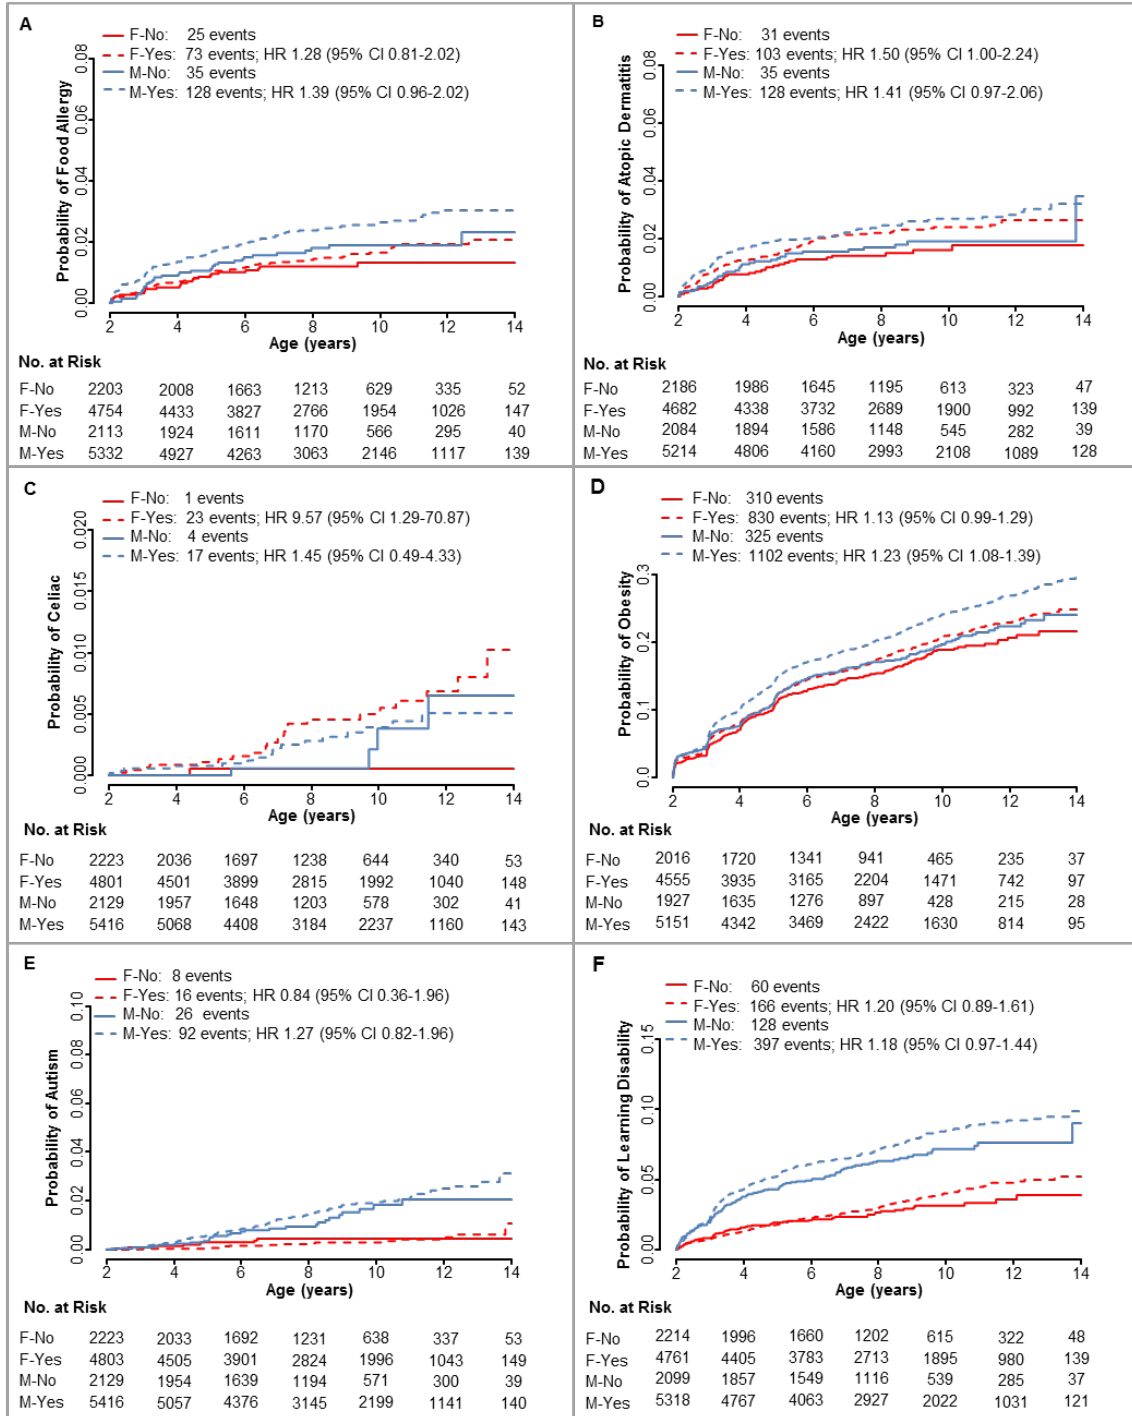 A
F-No: 25 events
F-Yes: 73 events; HR 1.28 (95% CI 0.81-2.02)
M-No: 35 events
M-Yes: 128 events; HR 1.39 (95% CI 0.96-2.02)
Probability of Food Allergy
0.00 0.02 0.04 0.06 0.08
2 4 6 8 10 12 14
Age (years)
No. at Risk
F-No 2203 2008 1663 1213 629 335 52
F-Yes 4754 4433 3827 2766 1954 1026 147
M-No 2113 1924 1611 1170 566 295 40
M-Yes 5332 4927 4263 3063 2146 1117 139
B
F-No: 31 events
F-Yes: 103 events; HR 1.50 (95% CI 1.00-2.24)
M-No: 35 events
M-Yes: 128 events; HR 1.41 (95% CI 0.97-2.06)
Probability of Atopic Dermatitis
0.00 0.02 0.04 0.06 0.08
2 4 6 8 10 12 14
Age (years)
No. at Risk
F-No 2186 1986 1645 1195 613 323 47
F-Yes 4682 4338 3732 2689 1900 992 139
M-No 2084 1894 1586 1148 545 282 39
M-Yes 5214 4806 4160 2993 2108 1089 128
C
F-No: 1 events
F-Yes: 23 events; HR 9.57 (95% CI 1.29-70.87)
M-No: 4 events
M-Yes: 17 events; HR 1.45 (95% CI 0.49-4.33)
Probability of Celiac
0.000 0.005 0.010 0.015 0.020
2 4 6 8 10 12 14
Age (years)
No. at Risk
F-No 2223 2036 1697 1238 644 340 53
F-Yes 4801 4501 3899 2815 1992 1040 148
M-No 2129 1957 1648 1203 578 302 41
M-Yes 5416 5068 4408 3184 2237 1160 143
D
F-No: 310 events
F-Yes: 830 events; HR 1.13 (95% CI 0.99-1.29)
M-No: 325 events
M-Yes: 1102 events; HR 1.23 (95% CI 1.08-1.39)
Probability of Obesity
0.0 0.1 0.2 0.3
2 4 6 8 10 12 14
Age (years)
No. at Risk
F-No 2016 1720 1341 941 465 235 37
F-Yes 4555 3935 3165 2204 1471 742 97
M-No 1927 1635 1276 897 428 215 28
M-Yes 5151 4342 3469 2422 1630 814 95
E
F-No: 8 events
F-Yes: 16 events; HR 0.84 (95% CI 0.36-1.96)
M-No: 26 events
M-Yes: 92 events; HR 1.27 (95% CI 0.82-1.96)
Probability of Autism
0.00 0.02 0.04 0.06 0.08 0.10
2 4 6 8 10 12 14
Age (years)
No. at Risk
F-No 2223 2033 1692 1231 638 337 53
F-Yes 4803 4505 3901 2824 1996 1043 149
M-No 2129 1954 1639 1194 571 300 39
M-Yes 5416 5057 4376 3145 2199 1141 140
F
F-No: 60 events
F-Yes: 166 events; HR 1.20 (95% CI 0.89-1.61)
M-No: 128 events
M-Yes: 397 events; HR 1.18 (95% CI 0.97-1.44)
Probability of Learning Disability
0.00 0.05 0.10 0.15
2 4 6 8 10 12 14
Age (years)
No. at Risk
F-No 2214 1996 1660 1202 615 322 48
F-Yes 4761 4405 3783 2713 1895 980 139
M-No 2099 1857 1549 1116 539 285 37
M-Yes 5318 4767 4063 2927 2022 1031 121